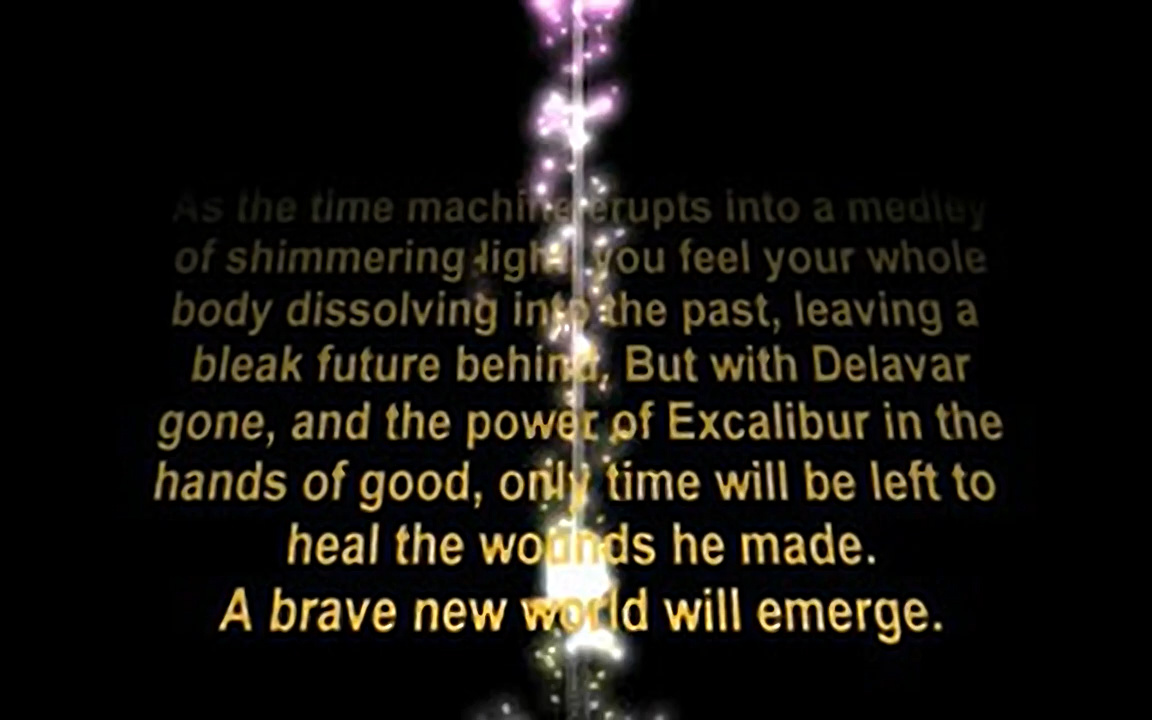 As the time machine erupts into a medley
of shimmering light, you feel your whole
body dissolving into the past, leaving a
bleak future behind. But with Delavar
gone, and the power of Excalibur in the
hands of good, only time will be left to
heal the wounds he made.
A brave new world will emerge.